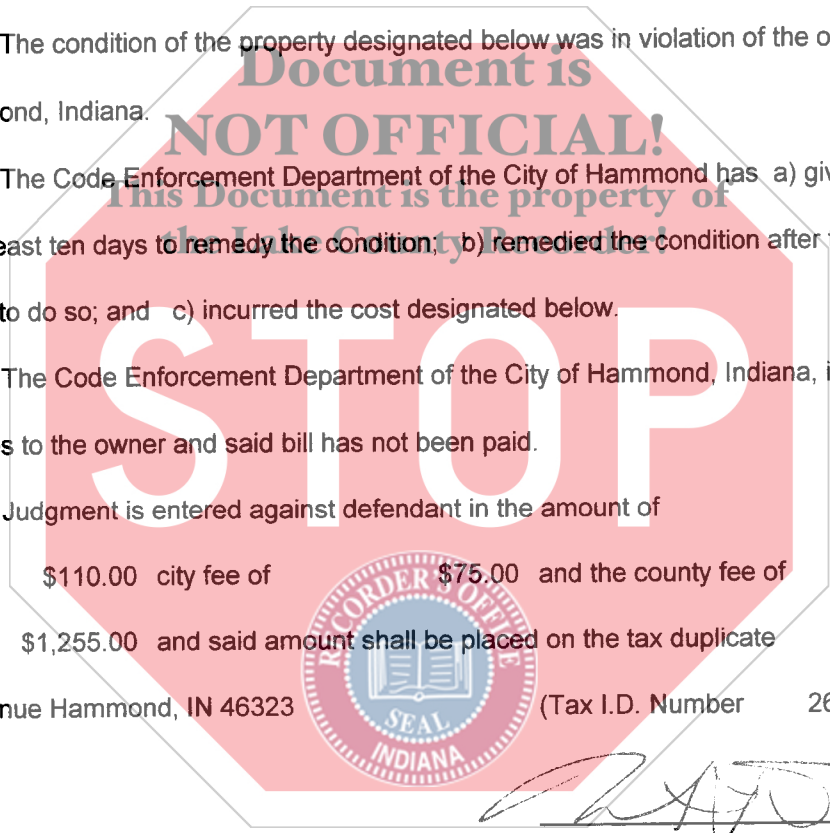 The condition of the property designated below was in violation of the o
Document is
ond, Indiana.
NOT OFFICIAL!
The Code Enforcement Department of the City of Hammond has a) giv
This Document is the property of
east ten days to remedy the condition; b) remedied the condition after
the Lake County Recorder!
to do so; and c) incurred the cost designated below.
STOP
The Code Enforcement Department of the City of Hammond, Indiana, i
s to the owner and said bill has not been paid.
Judgment is entered against defendant in the amount of
$110.00 city fee of $75.00 and the county fee of
$1,255.00 and said amount shall be placed on the tax duplicate
nue Hammond, IN 46323 (Tax I.D. Number 26
RECORDER'S OFFICE
SEAL
INDIANA